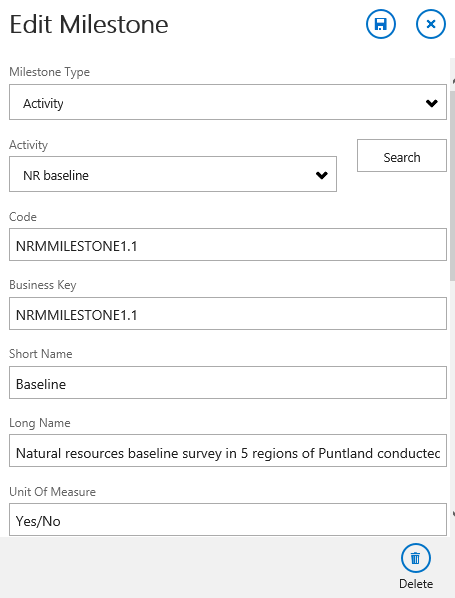 Edit Milestone
Milestone Type
Activity
Activity
NR baseline
Search
Code
NRMMILESTONE1.1
Business Key
NRMMILESTONE1.1
Short Name
Baseline
Long Name
Natural resources baseline survey in 5 regions of Puntland conducted
Unit Of Measure
Yes/No
Delete